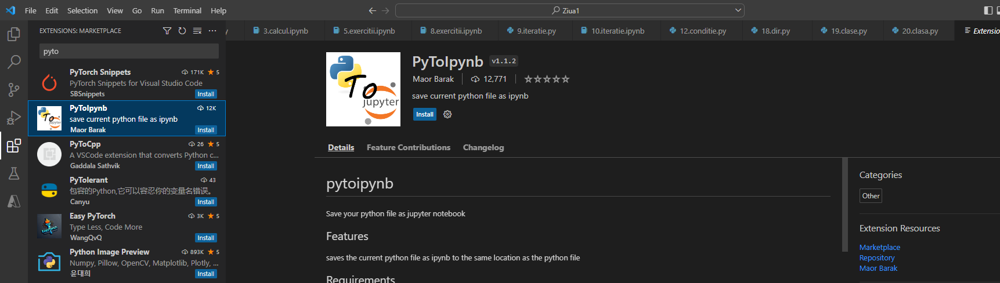 File Edit Selection View Go Run Terminal Help
Ziua1
EXTENSIONS: MARKETPLACE
y 3.calcul.ipynb 5.exercitii.ipynb 8.exercitii.ipynb 9.iteratie.py 10.iteratie.ipynb 12.conditie.py 18.dir.py 19.clase.py 20.clasa.py Extensio
pyto
PyTorch Snippets 171K 5
PyTorch Snippets for Visual Studio Code
SBSnippets Install
PyToIpynb 12K
save current python file as ipynb
Maor Barak Install
PyToCpp 26 5
A VSCode extension that converts Python c...
Gaddala Sathvik Install
PyTolerant 43
包容的Python,它可以容忍你的变量名错误。
Canyu Install
Easy PyTorch 3K 5
Type Less, Code More
WangQvQ Install
Python Image Preview 893K 5
Numpy, Pillow, OpenCV, Matplotlib, Plotly, ...
윤대희 Install
To
jupyter
PyToIpynb v1.1.2
Maor Barak 12,771
save current python file as ipynb
Install
Details Feature Contributions Changelog
pytoipynb
Save your python file as jupyter notebook
Features
saves the current python file as ipynb to the same location as the python file
Requirements
Categories
Other
Extension Resources
Marketplace
Repository
Maor Barak